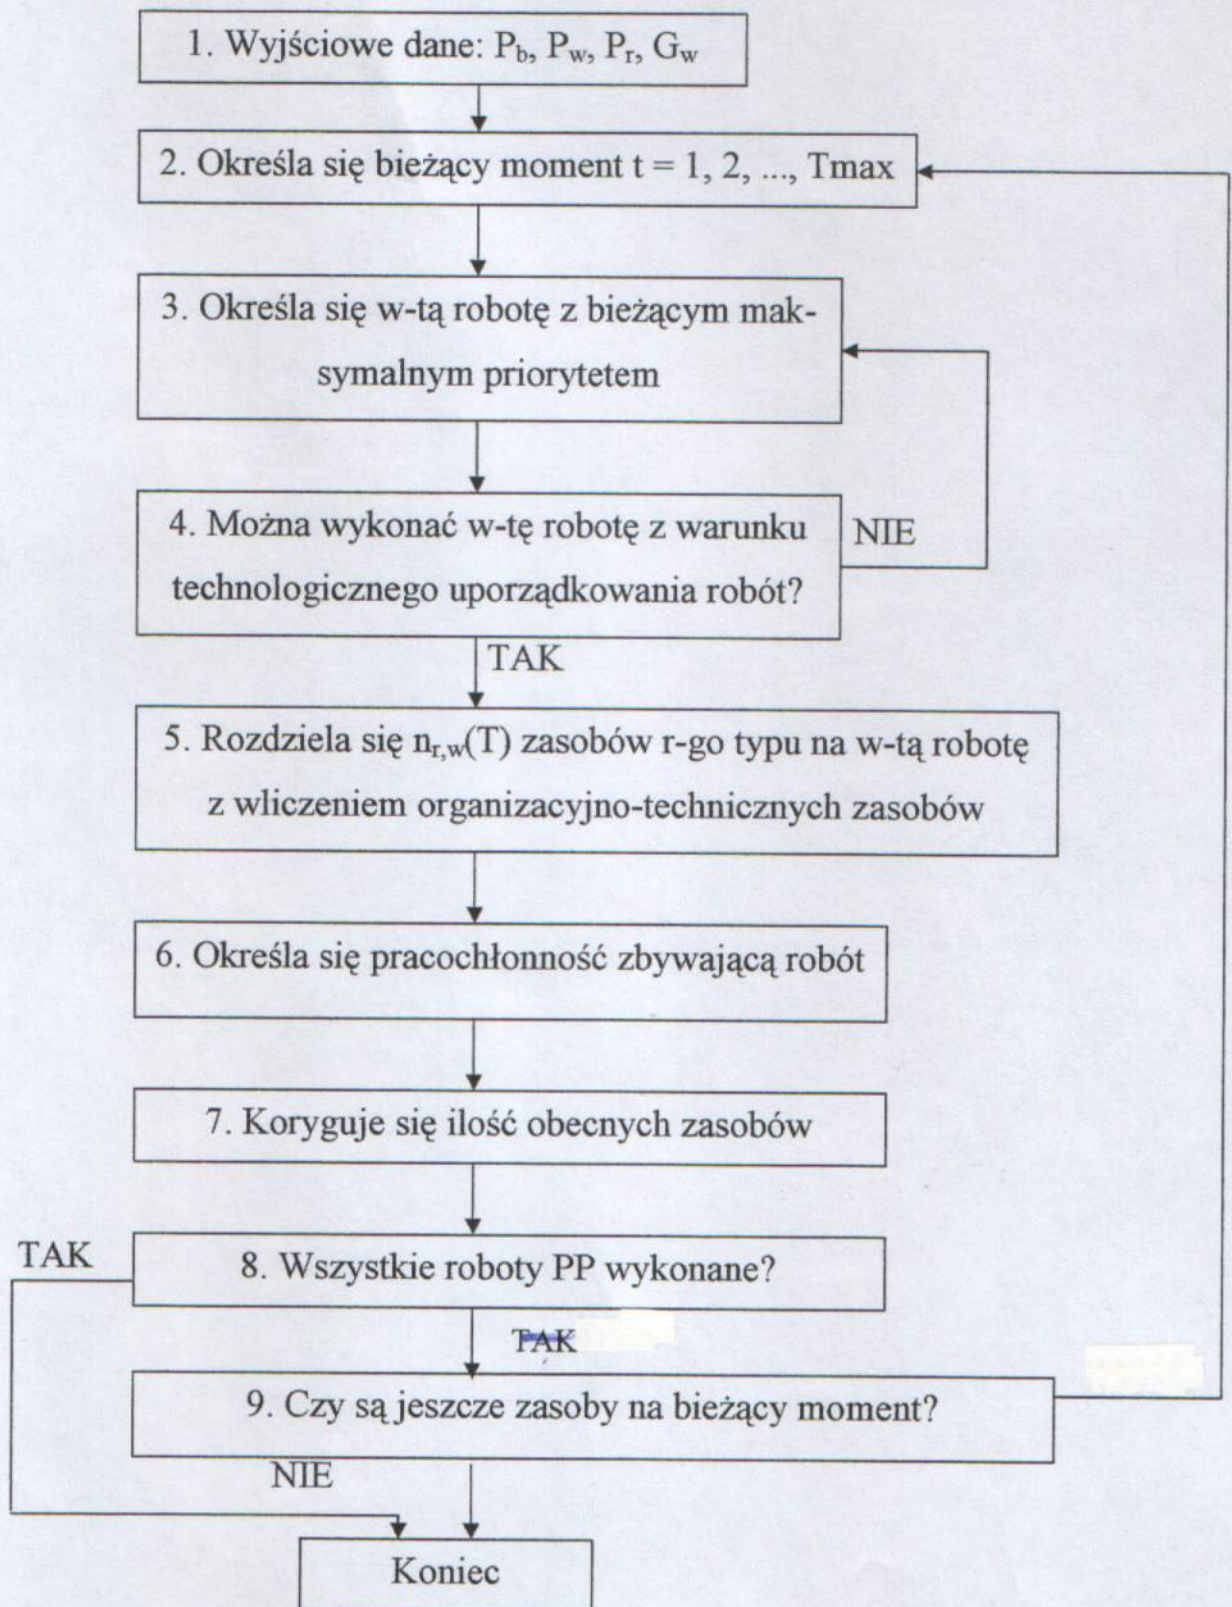 1. Wyjściowe dane: Pb, Pw, Pr, Gw
2. Określa się bieżący moment t = 1, 2, ..., Tmax
3. Określa się w-tą robotę z bieżącym mak-
symalnym priorytetem
4. Można wykonać w-tę robotę z warunku
technologicznego uporządkowania robót?
NIE
TAK
5. Rozdziela się nr,w(T) zasobów r-go typu na w-tą robotę
z wliczeniem organizacyjno-technicznych zasobów
6. Określa się pracochłonność zbywającą robót
7. Koryguje się ilość obecnych zasobów
TAK
8. Wszystkie roboty PP wykonane?
TAK
9. Czy są jeszcze zasoby na bieżący moment?
NIE
Koniec